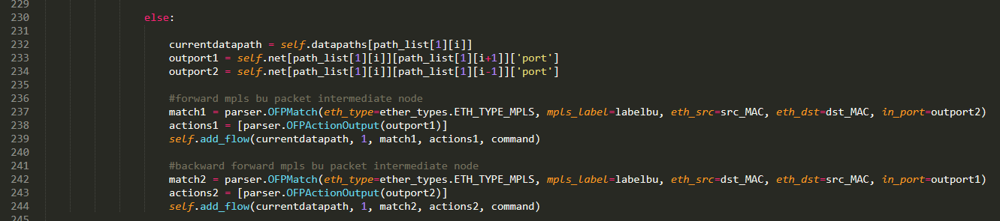 229
230 else:
231
232 currentdatapath = self.datapaths[path_list[1][i]]
233 outport1 = self.net[path_list[1][i]][path_list[1][i+1]]['port']
234 outport2 = self.net[path_list[1][i]][path_list[1][i-1]]['port']
235
236 #forward mpls bu packet intermediate node
237 match1 = parser.OFPMatch(eth_type=ether_types.ETH_TYPE_MPLS, mpls_label=labelbu, eth_src=src_MAC, eth_dst=dst_MAC, in_port=outport2)
238 actions1 = [parser.OFPActionOutput(outport1)]
239 self.add_flow(currentdatapath, 1, match1, actions1, command)
240
241 #backward forward mpls bu packet intermediate node
242 match2 = parser.OFPMatch(eth_type=ether_types.ETH_TYPE_MPLS, mpls_label=labelbu, eth_src=dst_MAC, eth_dst=src_MAC, in_port=outport1)
243 actions2 = [parser.OFPActionOutput(outport2)]
244 self.add_flow(currentdatapath, 1, match2, actions2, command)
245